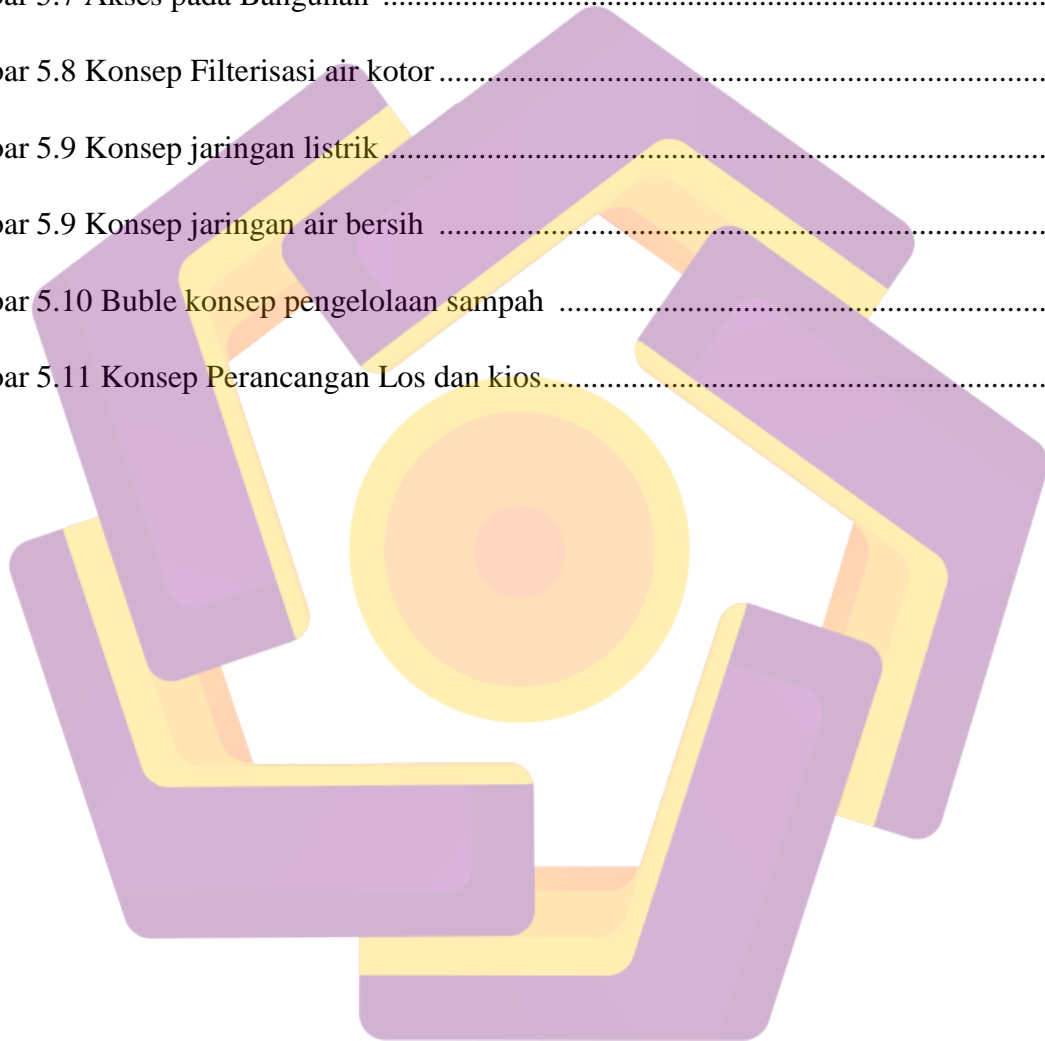 bar 5.7 Akses pada Bangunan ................................................................................
bar 5.8 Konsep Filterisasi air kotor ................................................................................
bar 5.9 Konsep jaringan listrik ................................................................................
bar 5.9 Konsep jaringan air bersih ................................................................................
bar 5.10 Buble konsep pengelolaan sampah ................................................................
bar 5.11 Konsep Perancangan Los dan kios ................................................................